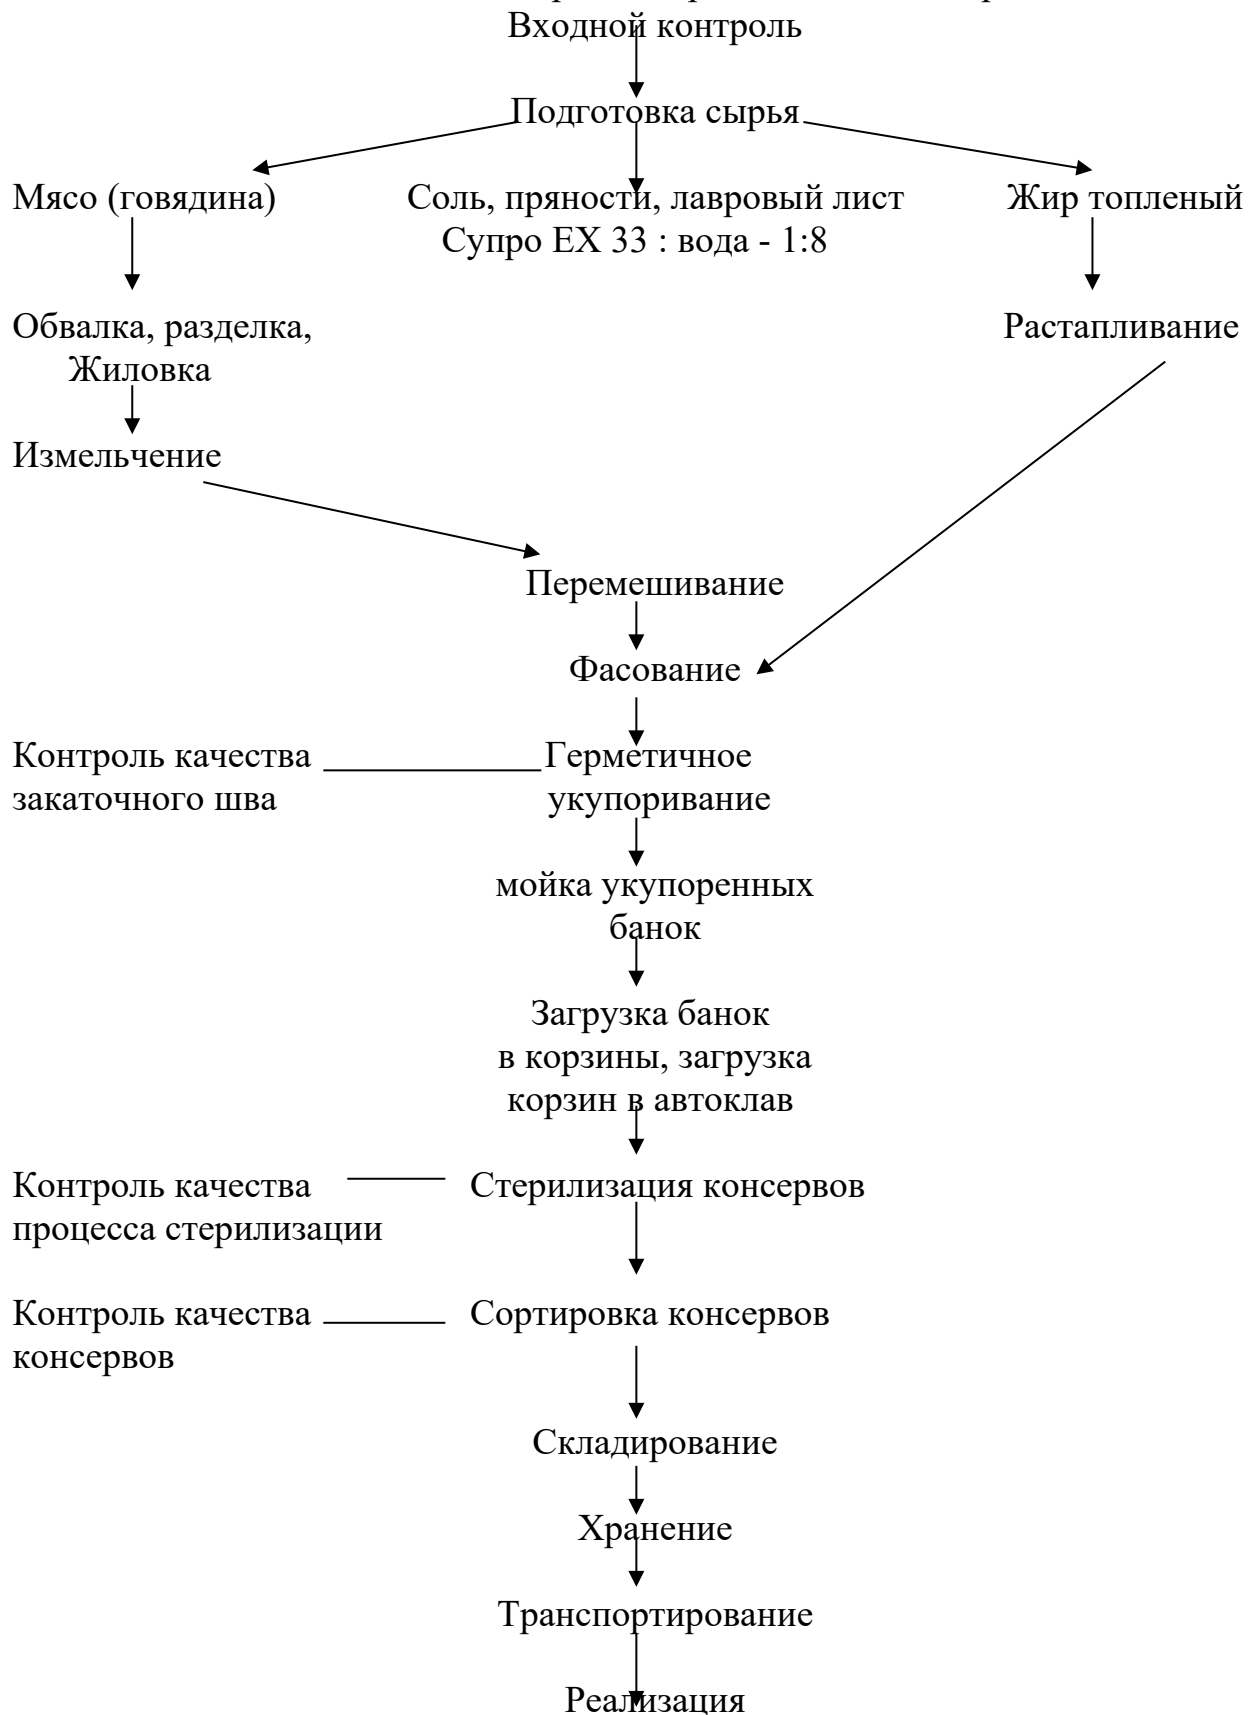 Входной контроль
Подготовка сырья
Мясо (говядина)
Соль, пряности, лавровый лист
Жир топленый
Супро ЕХ 33 : вода - 1:8
Обвалка, разделка,
Растапливание
Жиловка
Измельчение
Перемешивание
Фасование
Контроль качества
Герметичное
закаточного шва
укупоривание
мойка укупоренных
банок
Загрузка банок
в корзины, загрузка
корзин в автоклав
Контроль качества
Стерилизация консервов
процесса стерилизации
Контроль качества
Сортировка консервов
консервов
Складирование
Хранение
Транспортирование
Реализация